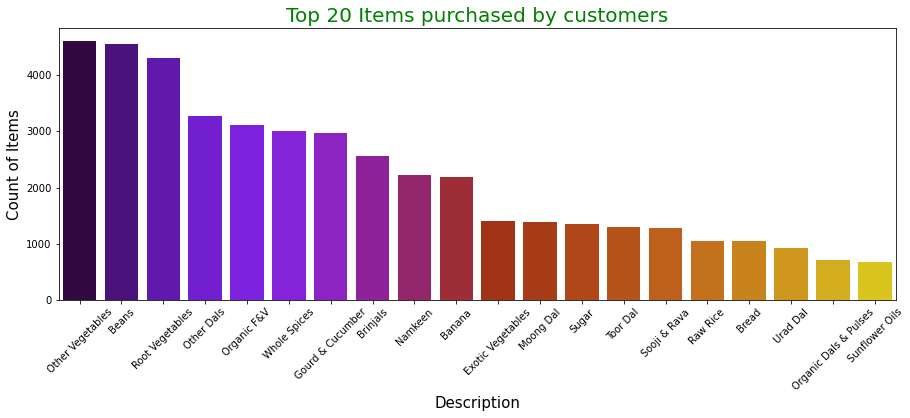 Top 20 Items purchased by customers
Count of Items
4000
3000
2000
1000
0
Other Vegetables
Beans
Root Vegetables
Other Dals
Organic F&V
Whole Spices
Gourd & Cucumber
Brinjals
Namkeen
Banana
Exotic Vegetables
Moong Dal
Sugar
Toor Dal
Sooji & Rava
Raw Rice
Bread
Urad Dal
Organic Dals & Pulses
Sunflower Oils
Description